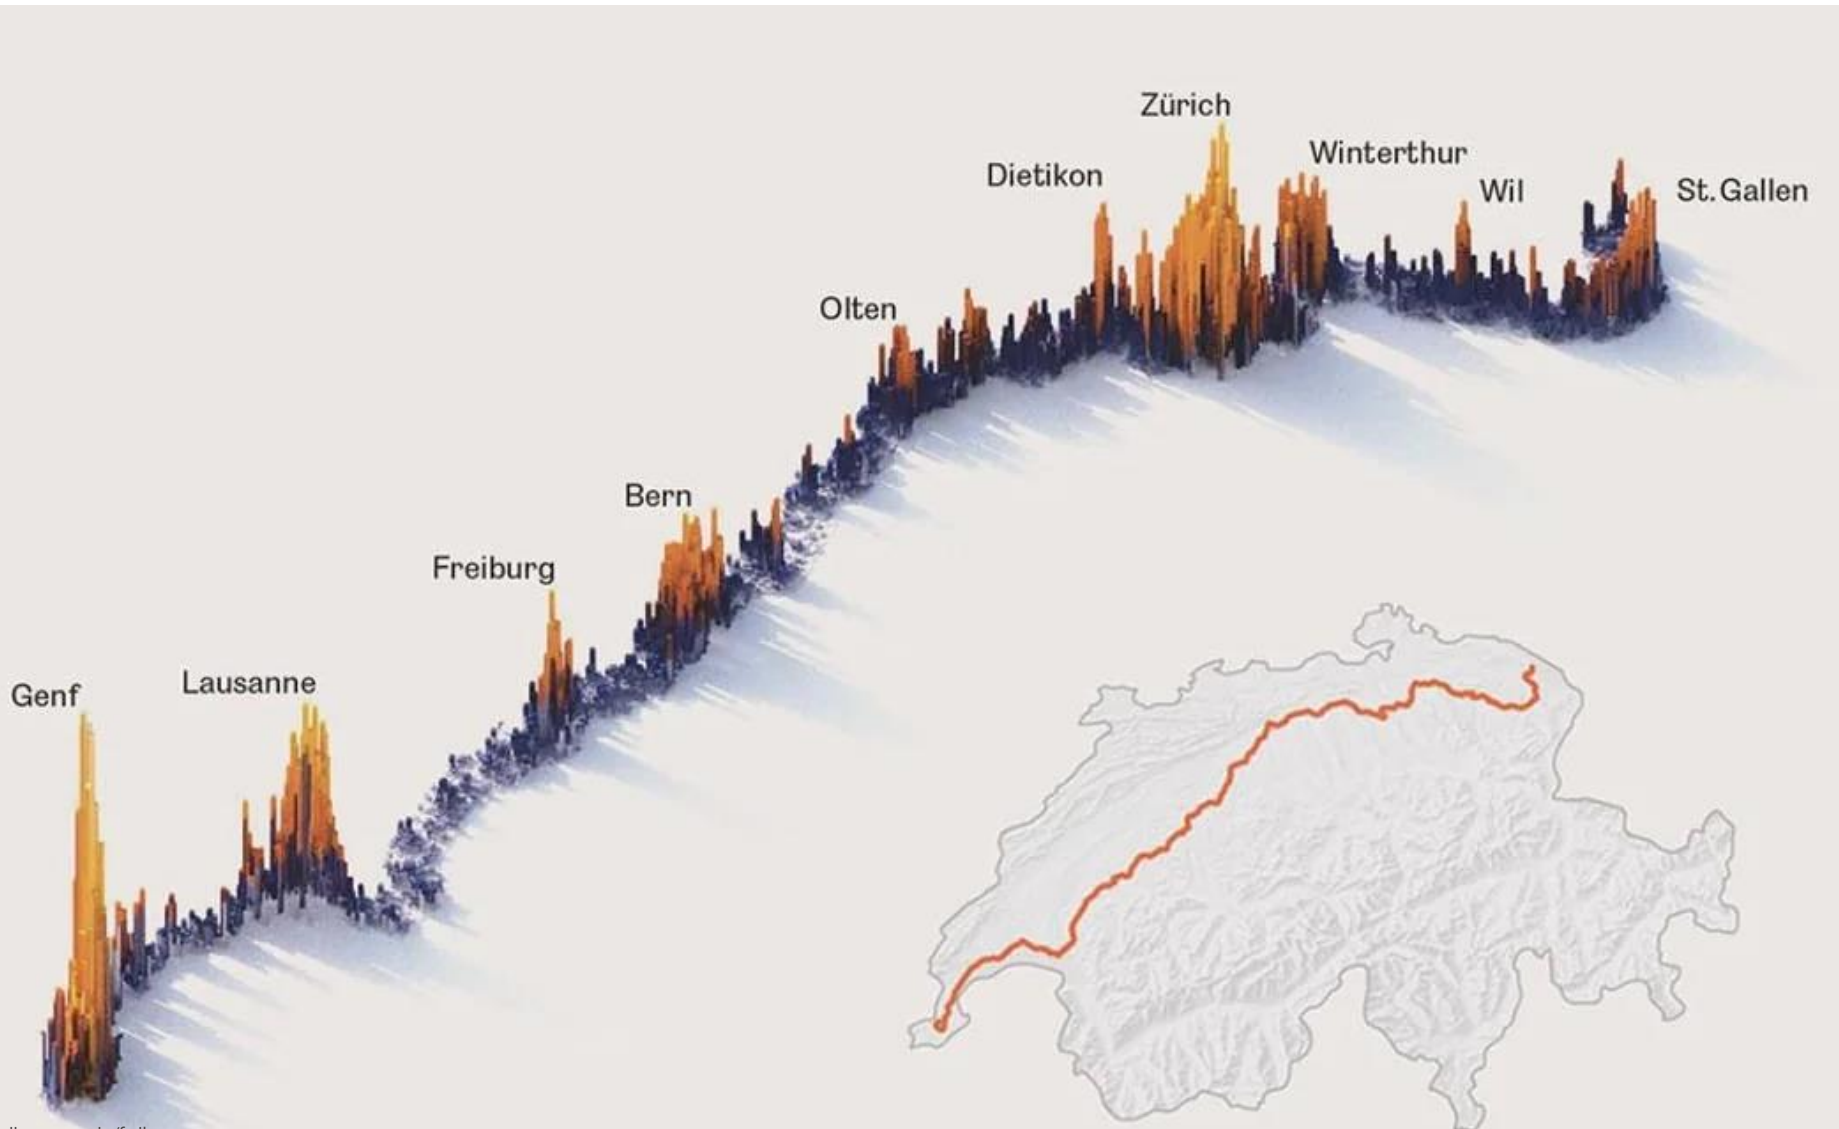 Zürich
Winterthur
Dietikon
Wil
St. Gallen
Olten
Bern
Freiburg
Lausanne
Genf